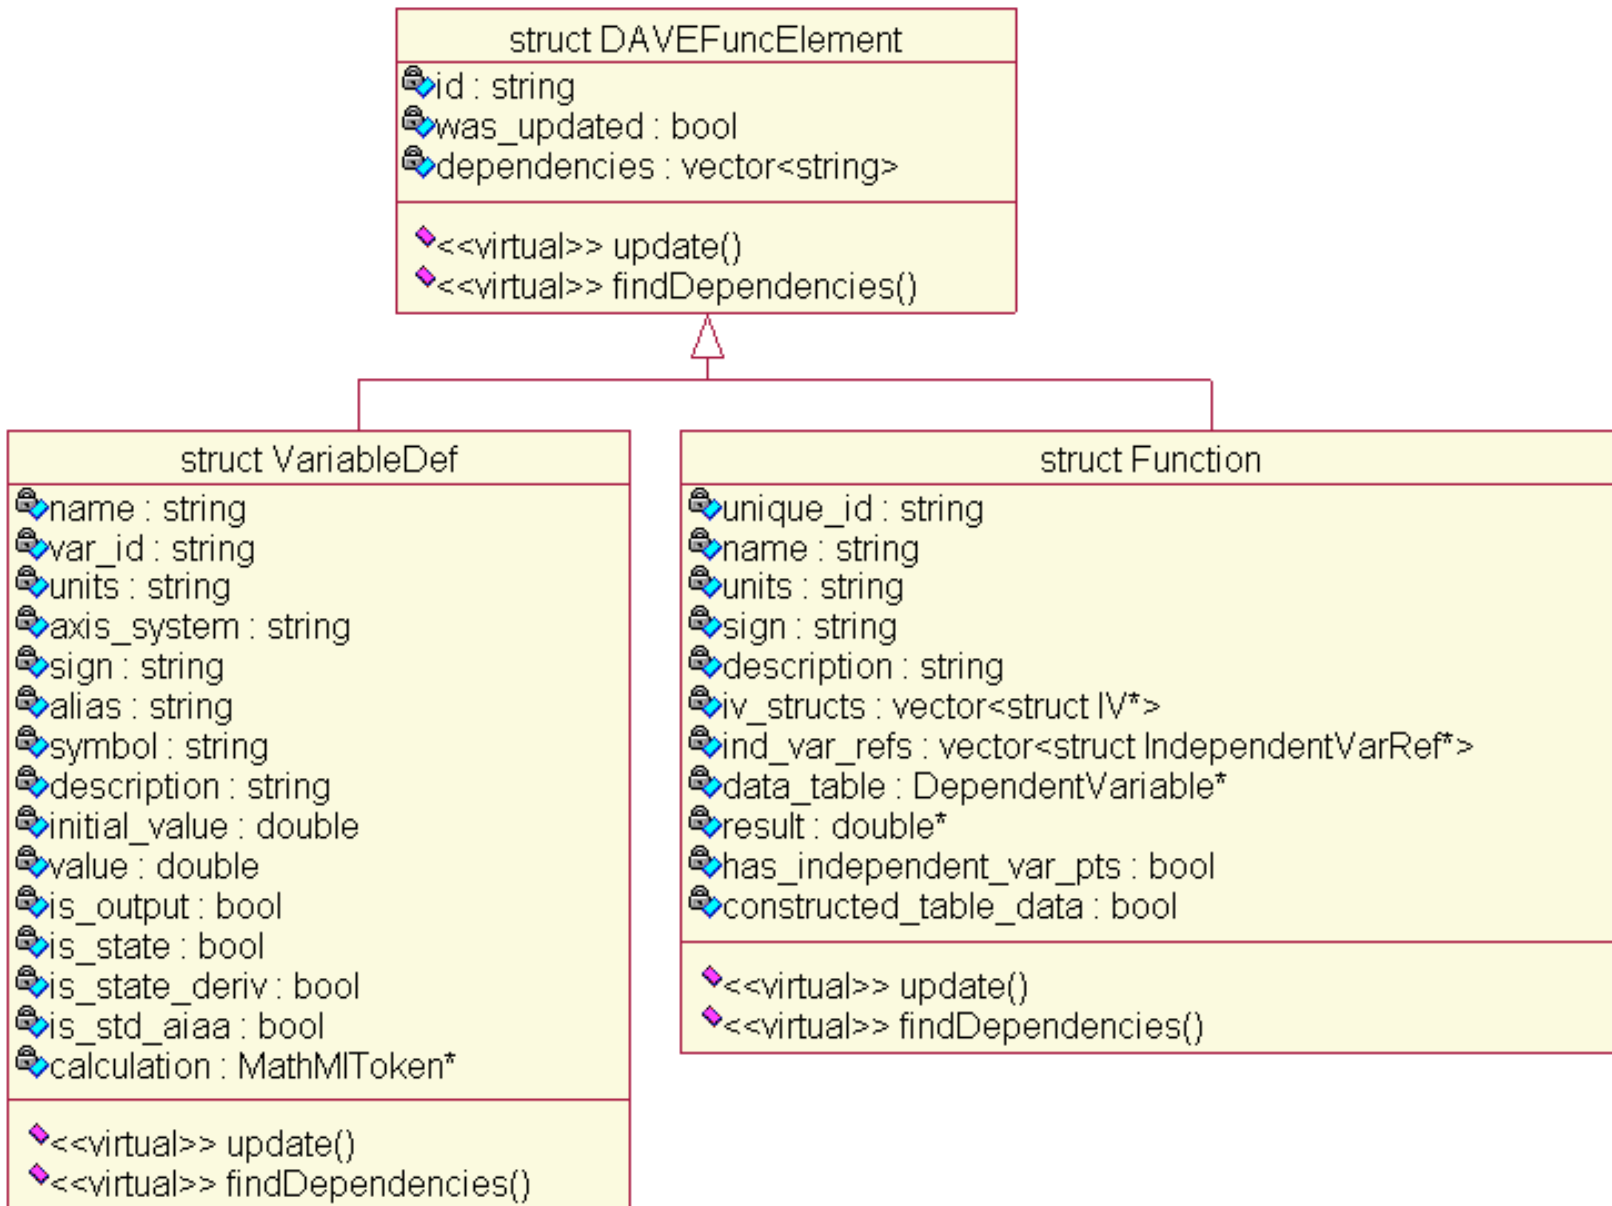 struct DAVEFuncElement
id : string
was_updated : bool
dependencies : vector<string>
<<virtual>> update()
<<virtual>> findDependencies()
struct VariableDef
name : string
var_id : string
units : string
axis_system : string
sign : string
alias : string
symbol : string
description : string
initial_value : double
value : double
is_output : bool
is_state : bool
is_state_deriv : bool
is_std_aiaa : bool
calculation : MathMlToken*
<<virtual>> update()
<<virtual>> findDependencies()
struct Function
unique_id : string
name : string
units : string
sign : string
description : string
iv_structs : vector<struct IV*>
ind_var_refs : vector<struct IndependentVarRef*>
data_table : DependentVariable*
result : double*
has_independent_var_pts : bool
constructed_table_data : bool
<<virtual>> update()
<<virtual>> findDependencies()